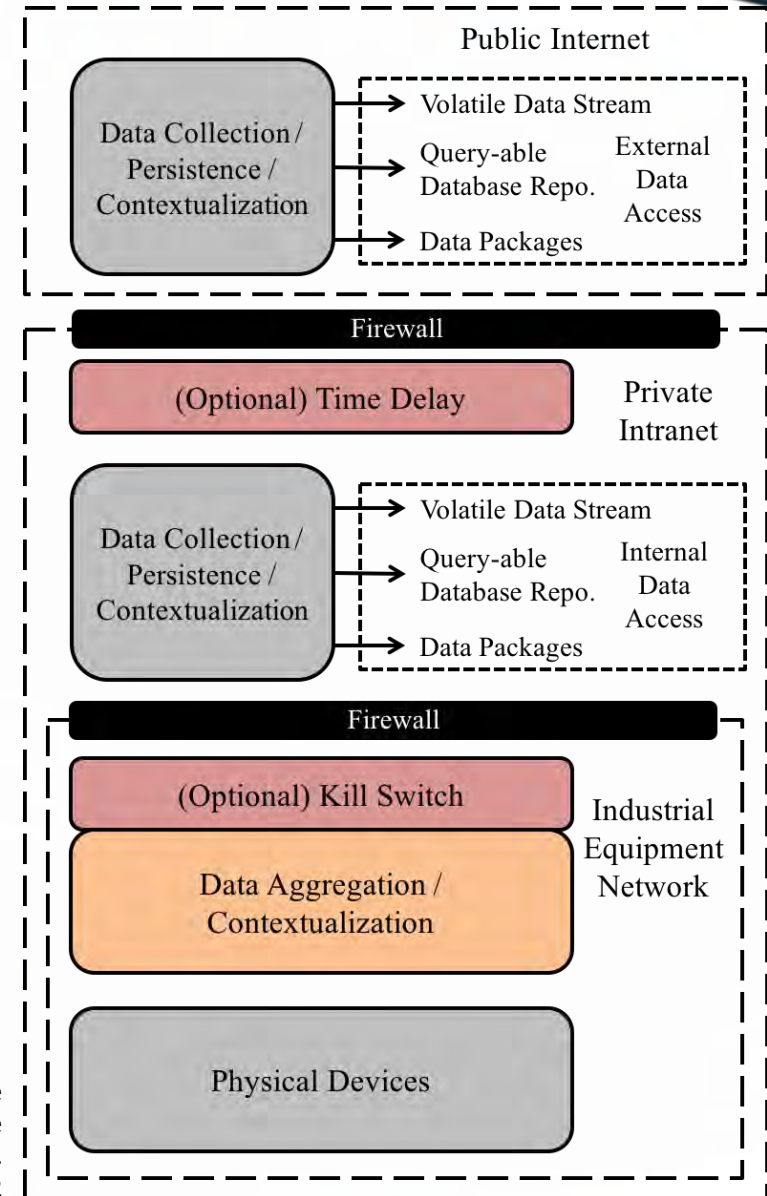 Public Internet
Data Collection /
Persistence /
Contextualization
Volatile Data Stream
Query-able
Database Repo.
Data Packages
External
Data
Access
Firewall
(Optional) Time Delay
Private
Intranet
Data Collection /
Persistence /
Contextualization
Volatile Data Stream
Query-able
Database Repo.
Data Packages
Internal
Data
Access
Firewall
(Optional) Kill Switch
Industrial
Equipment
Network
Data Aggregation /
Contextualization
Physical Devices